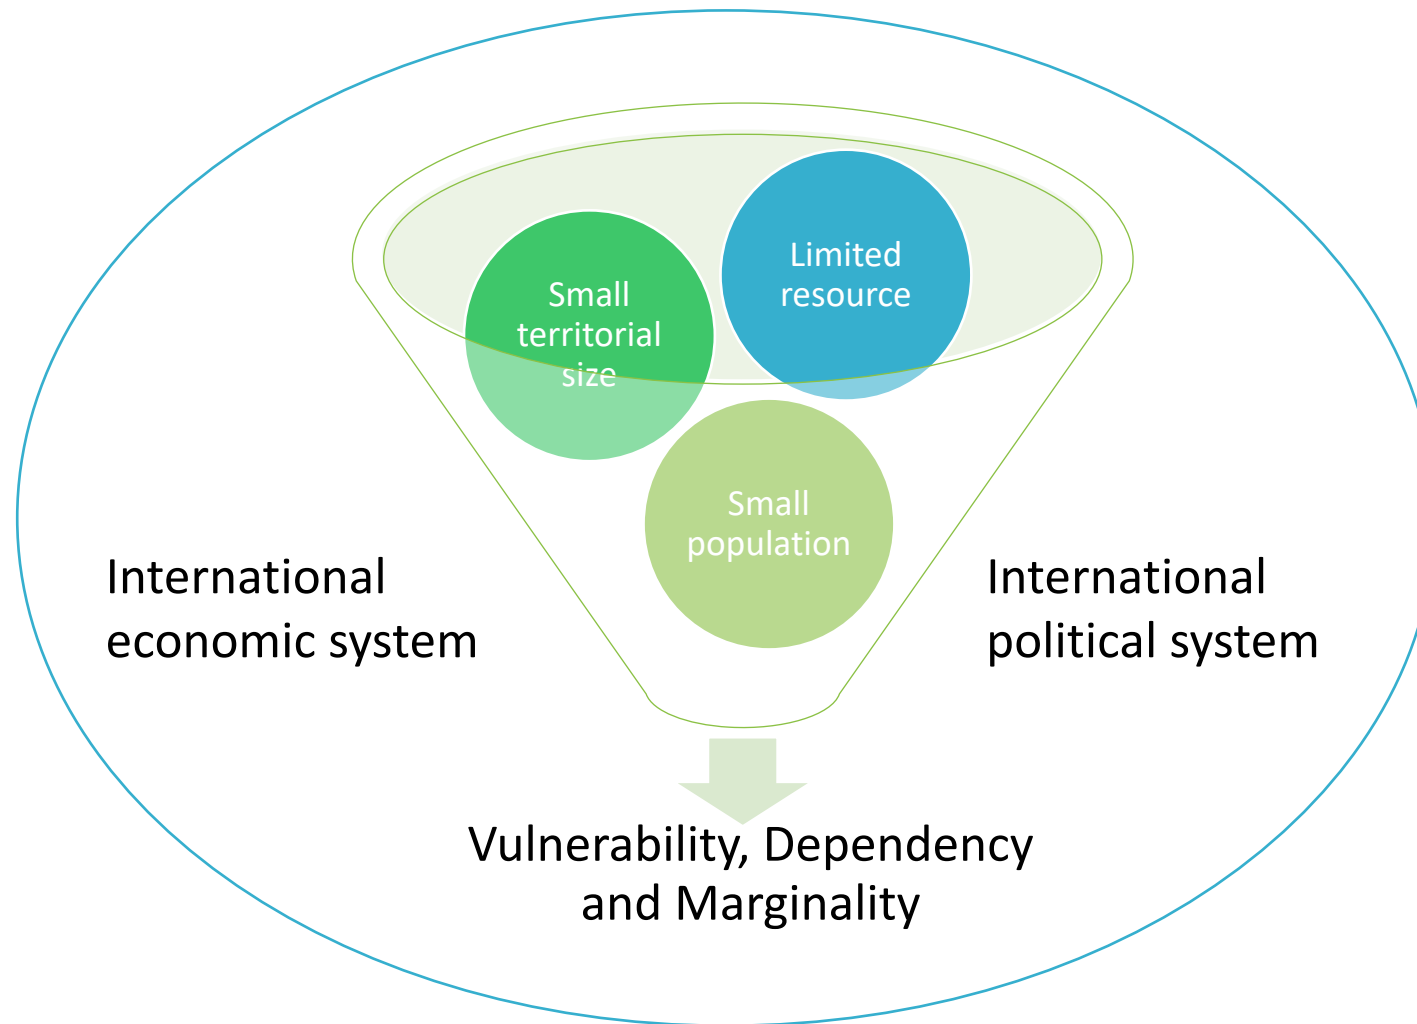 Limited
resource
Small
territorial
size
Small
population
International
economic system
International
political system
Vulnerability, Dependency
and Marginality